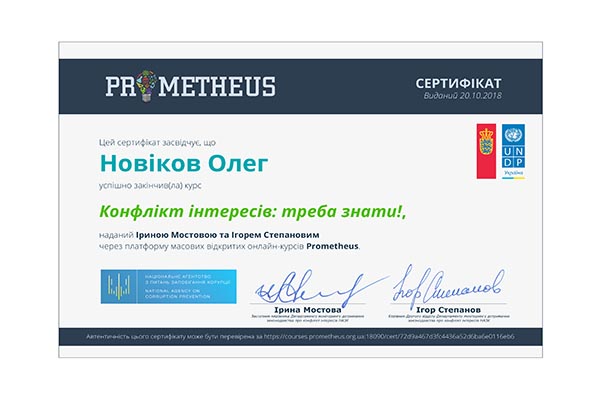 PROMETHEUS
СЕРТИФІКАТ
Виданий 20.10.2018
Цей сертифікат засвідчує, що
Новіков Олег
успішно закінчив(ла) курс
Конфлікт інтересів: треба знати!,
наданий Іриною Мостовою та Ігорем Степановим
через платформу масових відкритих онлайн-курсів Prometheus.
U N
D P
Україна
НАЦІОНАЛЬНЕ АГЕНТСТВО
З ПИТАНЬ ЗАПОБІГАННЯ КОРУПЦІЇ
NATIONAL AGENCY ON
CORRUPTION PREVENTION
Ірина Мостова
Ігор Степанов
Автентичність цього сертифікату може бути перевірена за https://courses.prometheus.org.ua:18090/cert/72d9a467d3fc4436a52d6ba6e0116eb6